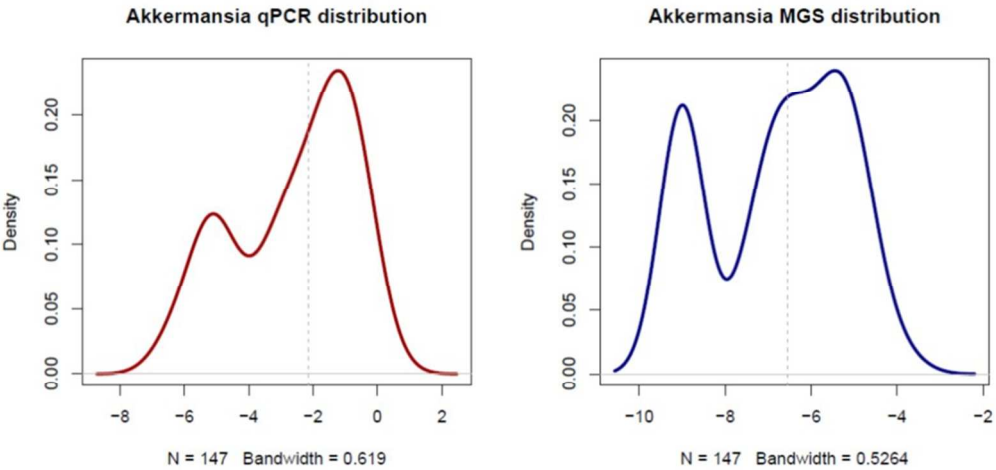 Akkermansia qPCR distribution
Density
0.00 0.05 0.10 0.15 0.20
−8 −6 −4 −2 0 2
N = 147 Bandwidth = 0.619
Akkermansia MGS distribution
Density
0.00 0.05 0.10 0.15 0.20
−10 −8 −6 −4 −2
N = 147 Bandwidth = 0.5264